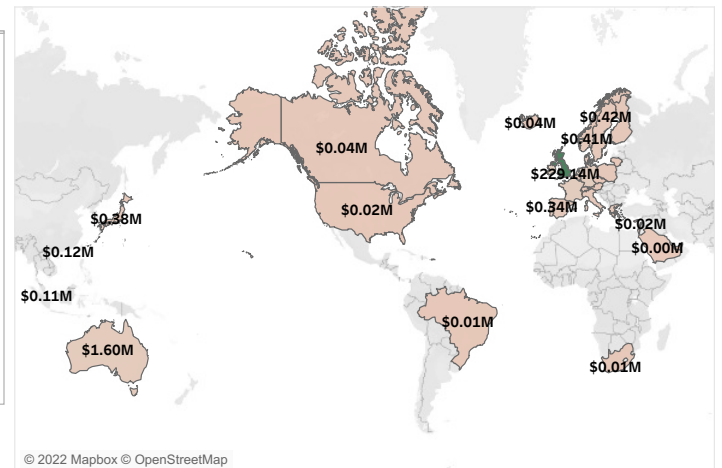 $0.04M
$0.42M
$0.41M
$0.04M
$229.14M
$0.34M
$0.02M
$0.38M
$0.02M
$0.00M
$0.12M
$0.11M
$0.01M
$1.60M
$0.01M
© 2022 Mapbox © OpenStreetMap